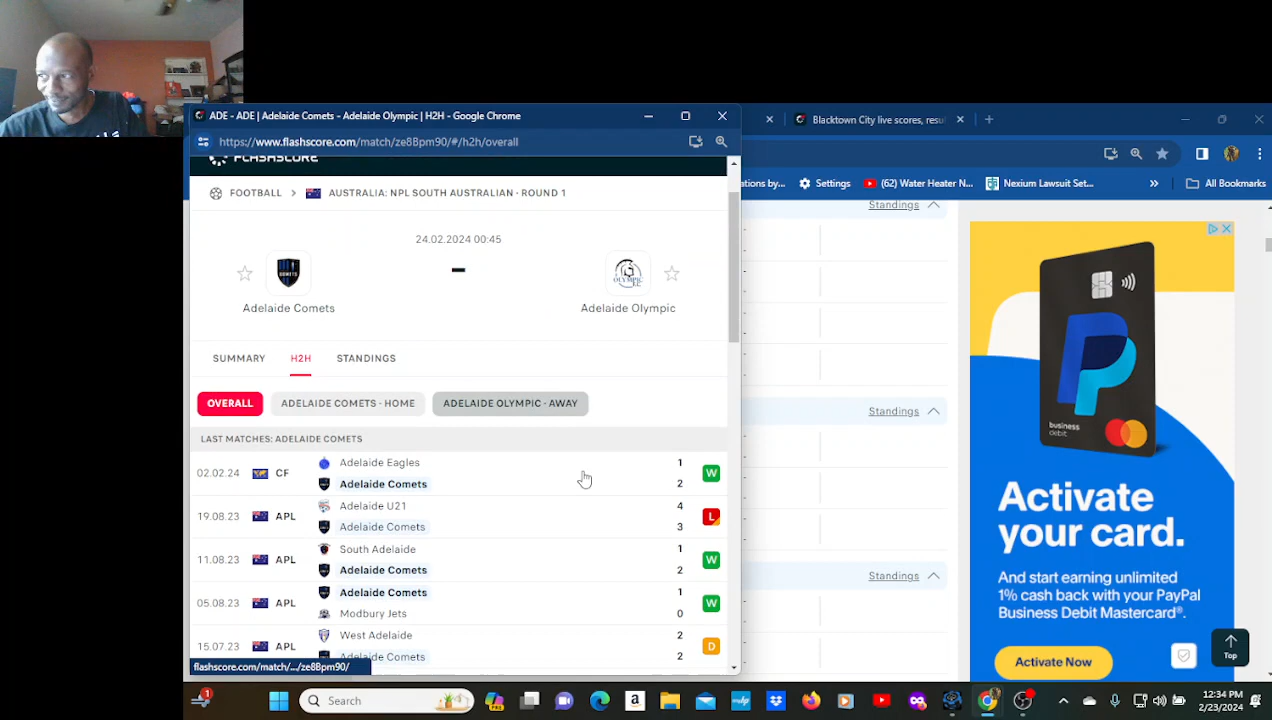 ADE - ADE | Adelaide Comets - Adelaide Olympic | H2H - Google Chrome
https://www.flashscore.com/match/ze8Bpm90/#/h2h/overall
FLASHSCORE
FOOTBALL > AUSTRALIA: NPL SOUTH AUSTRALIAN - ROUND 1
24.02.2024 00:45
-
Adelaide Comets
Adelaide Olympic
SUMMARY H2H STANDINGS
OVERALL ADELAIDE COMETS - HOME ADELAIDE OLYMPIC - AWAY
LAST MATCHES: ADELAIDE COMETS
02.02.24 CF Adelaide Eagles 1 W
Adelaide Comets 2
19.08.23 APL Adelaide U21 4 L
Adelaide Comets 3
11.08.23 APL South Adelaide 1 W
Adelaide Comets 2
05.08.23 APL Adelaide Comets 1 W
Modbury Jets 0
15.07.23 APL West Adelaide 2 D
Adelaide Comets 2
flashscore.com/match/.../ze8Bpm90/
Blacktown City live scores, resu
ations by... Settings (62) Water Heater N... Nexium Lawsuit Set... » All Bookmarks
Standings
Standings
Standings
business
debit
Activate
your card.
And start earning unlimited
1% cash back with your PayPal
Business Debit Mastercard®.
Activate Now
Top
1
Search
12:34 PM
2/23/2024